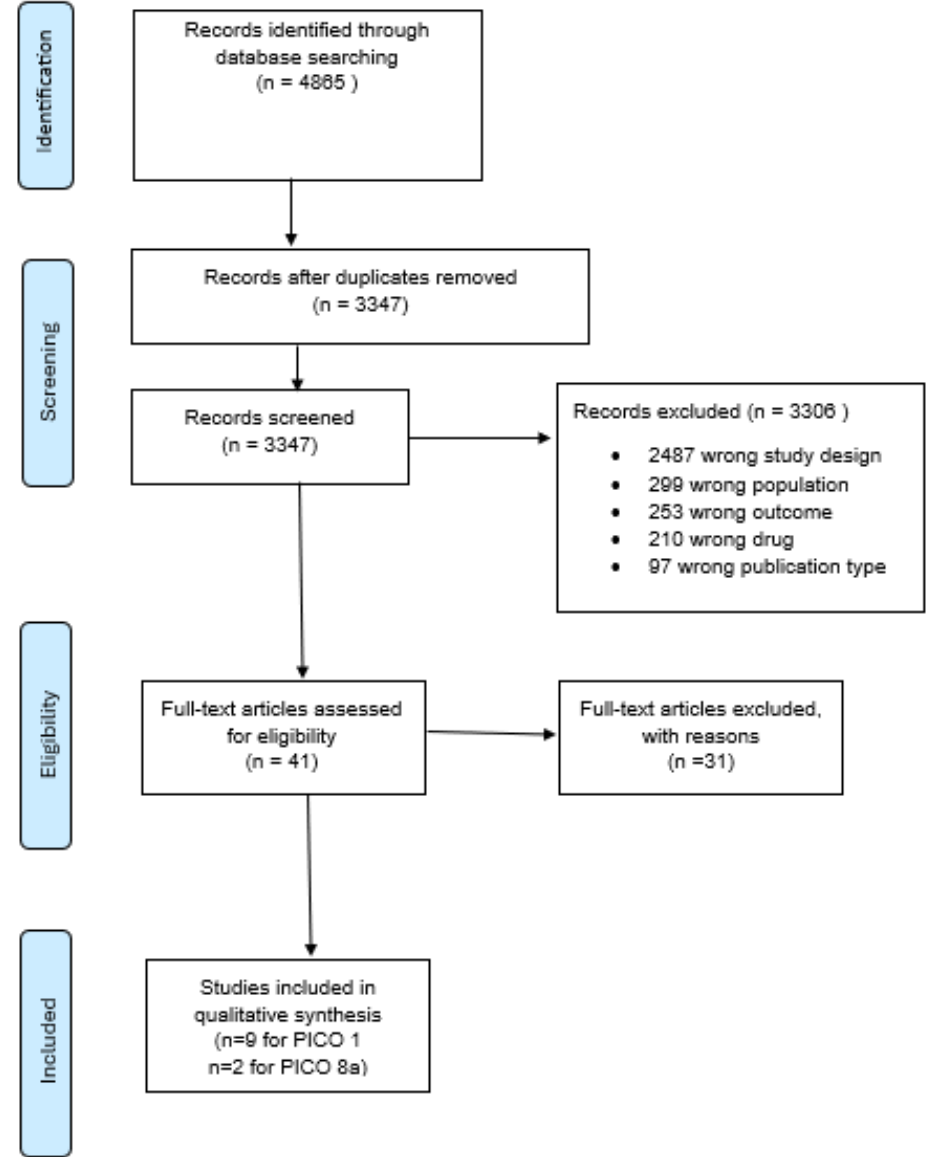 Identification
Records identified through
database searching
(n = 4865 )
Screening
Records after duplicates removed
(n = 3347)
Records screened
(n = 3347)
Records excluded (n = 3306 )
• 2487 wrong study design
• 299 wrong population
• 253 wrong outcome
• 210 wrong drug
• 97 wrong publication type
Eligibility
Full-text articles assessed
for eligibility
(n = 41)
Full-text articles excluded,
with reasons
(n =31)
Included
Studies included in
qualitative synthesis
(n=9 for PICO 1
n=2 for PICO 8a)